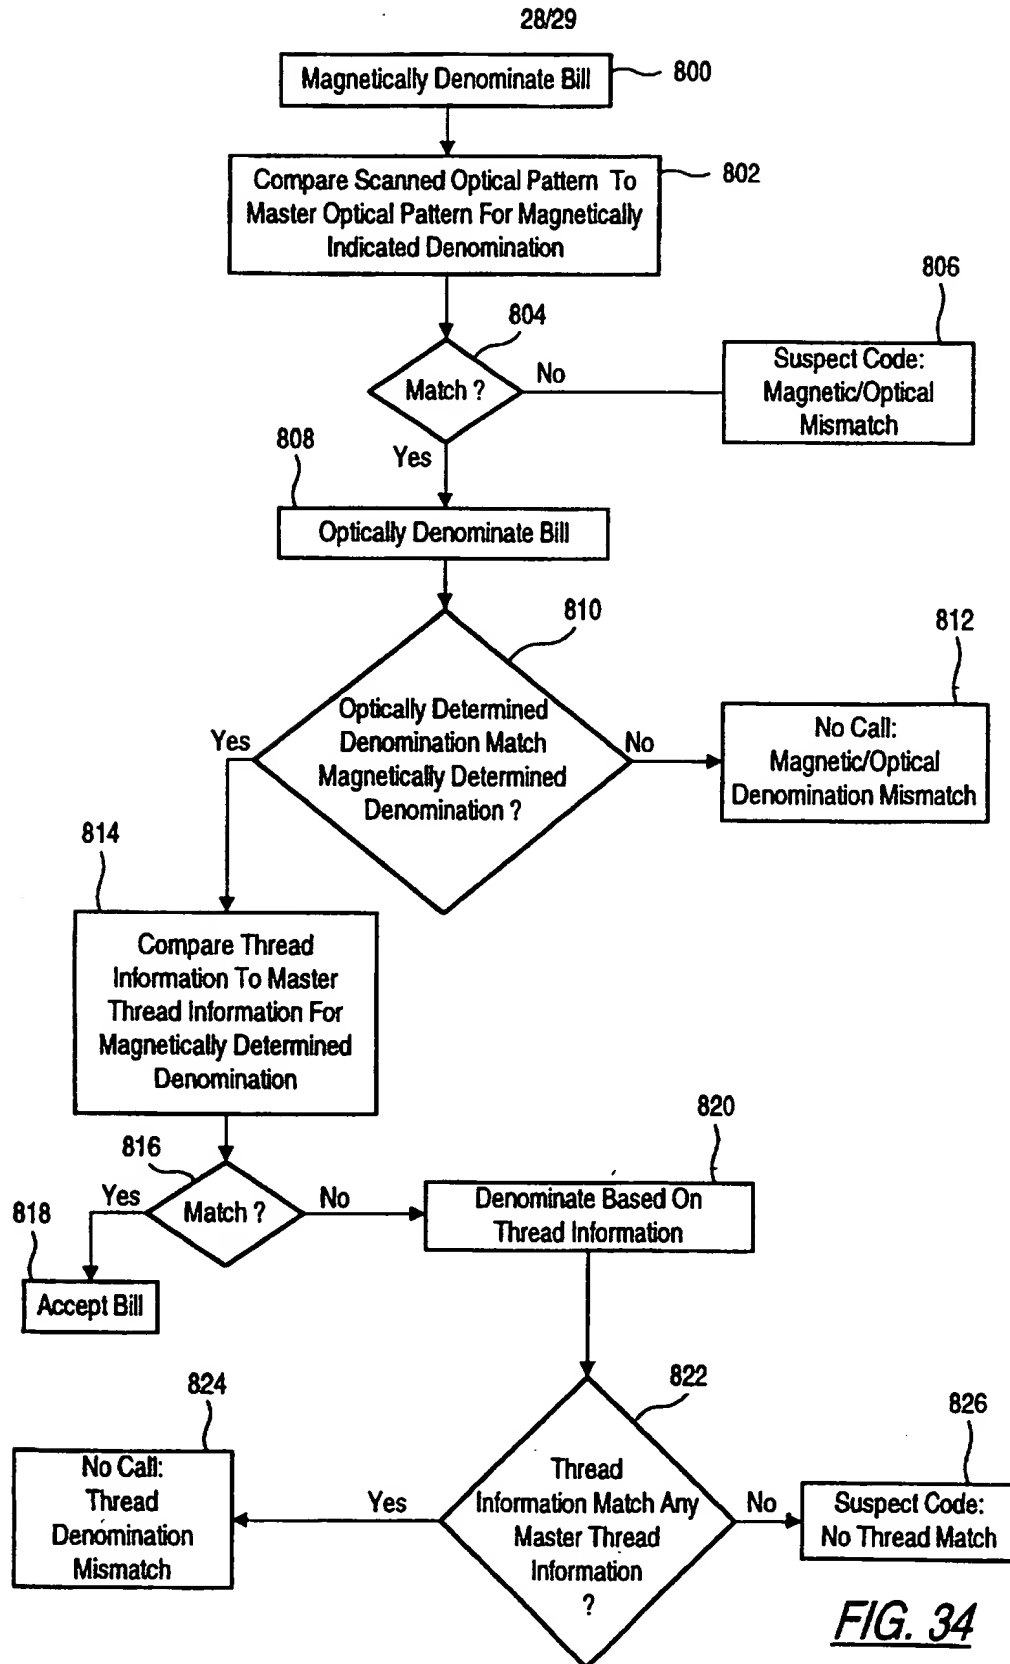 28/29
Magnetically Denominate Bill
800
Compare Scanned Optical Pattern To
Master Optical Pattern For Magnetically
Indicated Denomination
802
804
Match ?
No
Yes
806
Suspect Code:
Magnetic/Optical
Mismatch
808
Optically Denominate Bill
810
Optically Determined
Denomination Match
Magnetically Determined
Denomination ?
Yes
No
812
No Call:
Magnetic/Optical
Denomination Mismatch
814
Compare Thread
Information To Master
Thread Information For
Magnetically Determined
Denomination
816
Match ?
Yes
No
818
Accept Bill
820
Denominate Based On
Thread Information
822
Thread
Information Match Any
Master Thread
Information
?
Yes
No
824
No Call:
Thread
Denomination
Mismatch
826
Suspect Code:
No Thread Match
FIG. 34